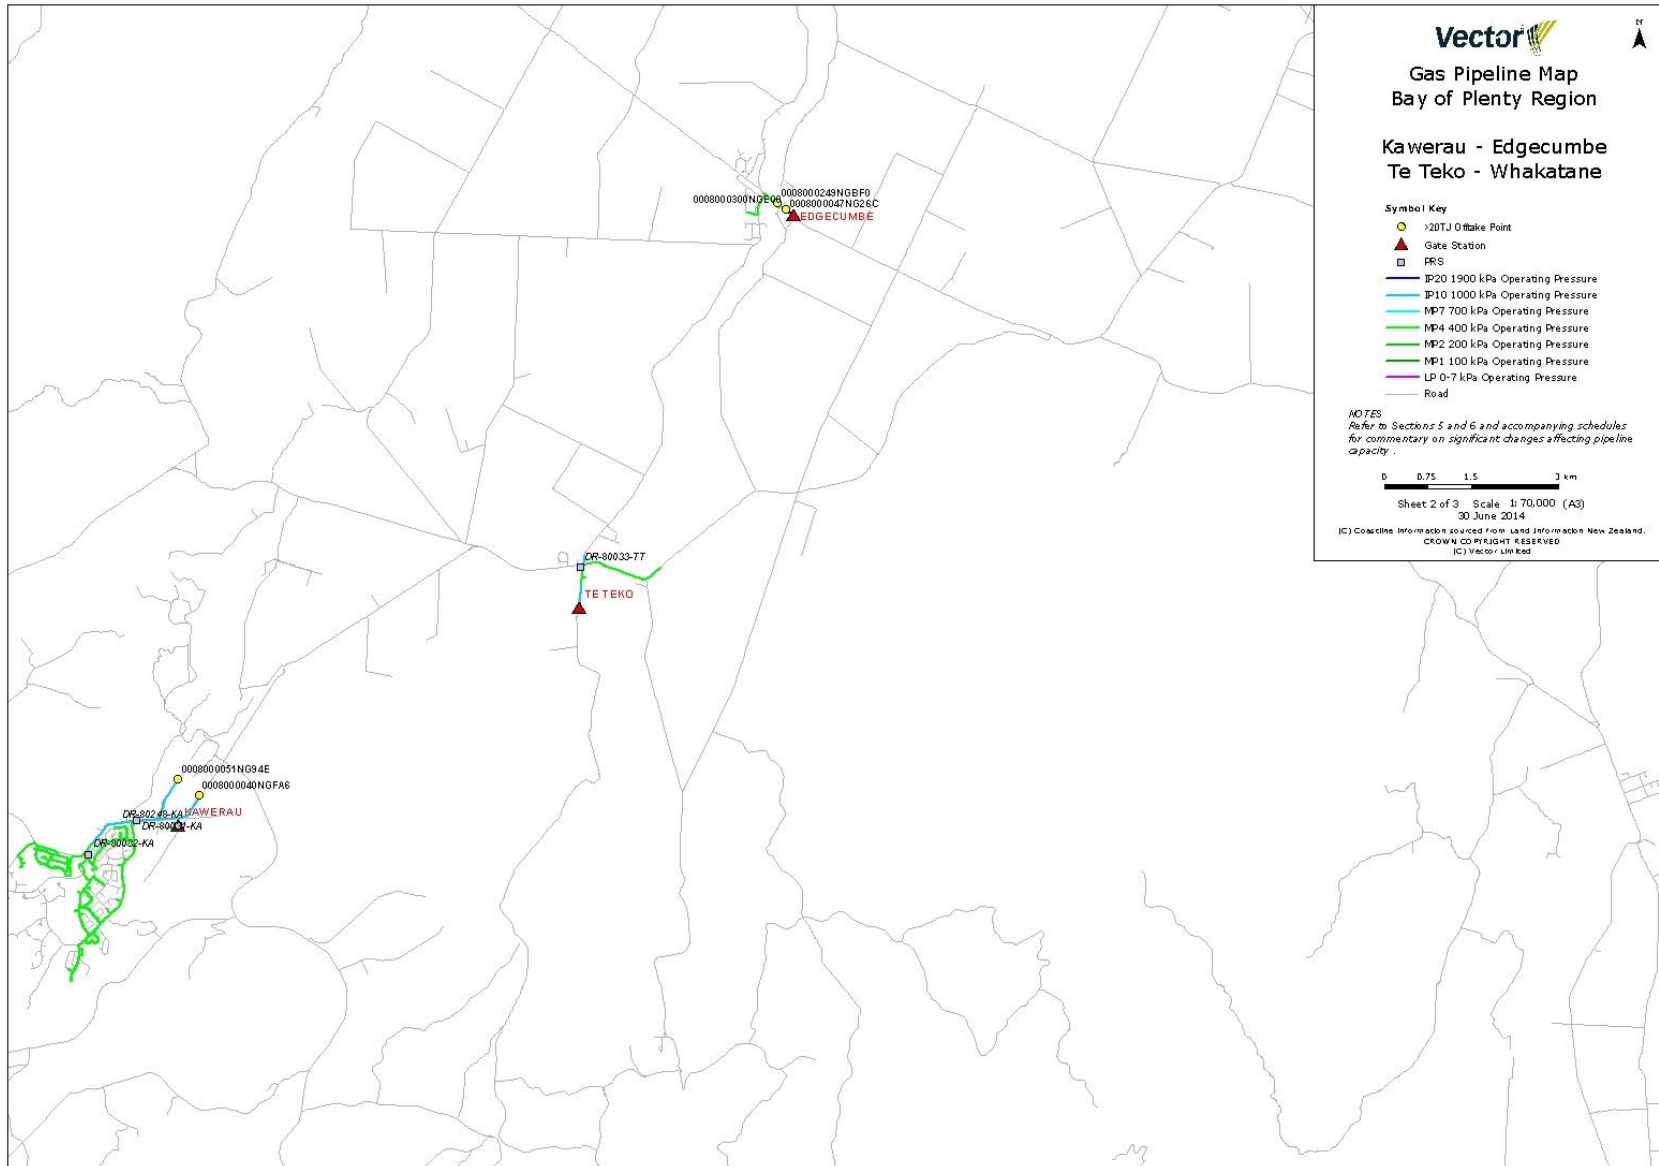 Vector
N
Gas Pipeline Map
Bay of Plenty Region
Kawerau - Edgecumbe
Te Teko - Whakatane
Symbol Key
>20TJ Offtake Point
Gate Station
PRS
IP20 1900 kPa Operating Pressure
IP10 1000 kPa Operating Pressure
MP7 700 kPa Operating Pressure
MP4 400 kPa Operating Pressure
MP2 200 kPa Operating Pressure
MP1 100 kPa Operating Pressure
LP 0-7 kPa Operating Pressure
Road
NOTES
Refer to Sections 5 and 6 and accompanying schedules
for commentary on significant changes affecting pipeline
capacity .
0 0.75 1.5 3 km
Sheet 2 of 3 Scale 1:70,000 (A3)
30 June 2014
(C) Coastline information sourced from Land Information New Zealand.
CROWN COPYRIGHT RESERVED
(C) Vector Limited
0008000249NGBF0
0008000300NGE08
0008000047NG26C
EDGECUMBE
DR-80033-TT
TE TEKO
0008000051NG94E
0008000040NGFA6
DR-80248-KA
KAWERAU
DR-80032-KA